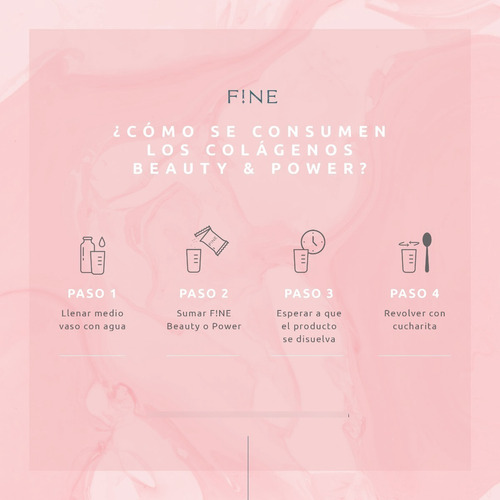 F!NE
¿CÓMO SE CONSUMEN
LOS COLÁGENOS
BEAUTY & POWER?
PASO 1
Llenar medio
vaso con agua
PASO 2
Sumar F!NE
Beauty o Power
PASO 3
Esperar a que
el producto
se disuelva
PASO 4
Revolver con
cucharita